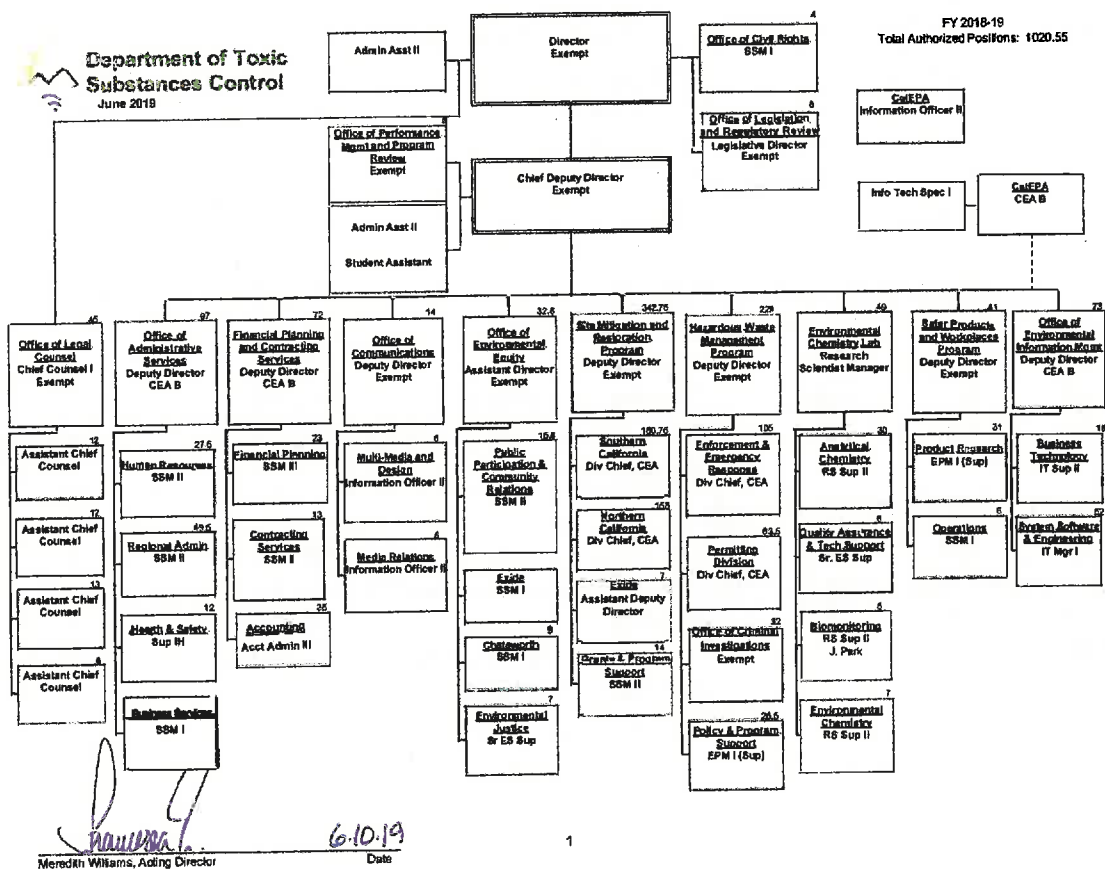 Department of Toxic
Substances Control
June 2019
FY 2018-19
Total Authorized Positions: 1020.55
Admin Asst II
Director
Exempt
4
Office of Civil Rights
SSM I
CalEPA
Information Officer II
Office of Performance
Mgmt and Program
Review
Exempt
Office of Legislation
and Regulatory Review
Legislative Director
Exempt
Chief Deputy Director
Exempt
Info Tech Spec I
CalEPA
CEA B
Admin Asst II
Student Assistant
45
Office of Legal
Counsel
Chief Counsel I
Exempt
12
Assistant Chief
Counsel
12
Assistant Chief
Counsel
13
Assistant Chief
Counsel
Assistant Chief
Counsel
97
Office of
Administrative
Services
Deputy Director
CEA B
27.5
Human Resources
SSM II
49.5
Regional Admin
SSM II
12
Health & Safety
Sup IH
Business Services
SSM I
72
Financial Planning
and Contracting
Services
Deputy Director
CEA B
23
Financial Planning
SSM III
13
Contracting
Services
SSM II
35
Accounting
Acct Admin III
14
Office of
Communications
Deputy Director
Exempt
Multi-Media and
Design
Information Officer II
Media Relations
Information Officer II
32.8
Office of
Environmental
Equity
Assistant Director
Exempt
15.8
Public
Participation &
Community
Relations
SSM II
Exide
SSM I
Chatsworth
SSM I
7
Environmental
Justice
Sr ES Sup
342.75
Site Mitigation and
Restoration
Program
Deputy Director
Exempt
160.75
Southern
California
Div Chief, CEA
Northern
California
Div Chief, CEA
7
Exide
Assistant Deputy
Director
14
Grants & Program
Support
SSM II
Hazardous Waste
Management
Program
Deputy Director
Exempt
105
Enforcement &
Emergency
Response
Div Chief, CEA
63.5
Permitting
Division
Div Chief, CEA
32
Office of Criminal
Investigations
Exempt
26.5
Policy & Program
Support
EPM I (Sup)
49
Environmental
Chemistry Lab
Research
Scientist Manager
30
Analytical
Chemistry
RS Sup II
Quality Assurance
& Tech Support
Sr. ES Sup
Biomonitoring
RS Sup II
J. Park
7
Environmental
Chemistry
RS Sup II
41
Safer Products
and Workplaces
Program
Deputy Director
Exempt
31
Product Research
EPM I (Sup)
Operations
SSM I
73
Office of
Environmental
Information Mgmt
Deputy Director
CEA B
Business
Technology
IT Sup II
52
System Software
& Engineering
IT Mgr I
6.10.19
Meredith Williams, Acting Director
Date
1